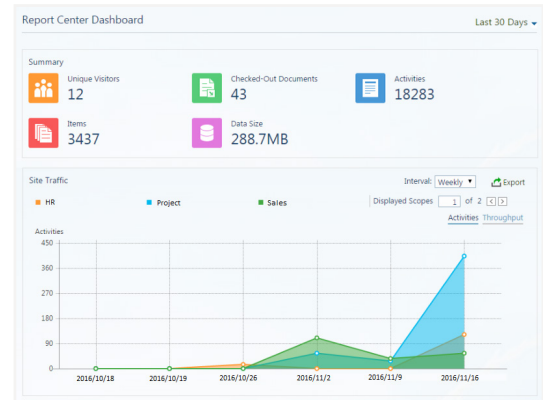 Report Center Dashboard
Last 30 Days
Summary
Unique Visitors
12
Checked-Out Documents
43
Activities
18283
Items
3437
Data Size
288.7MB
Site Traffic
Interval: Weekly
Export
HR
Project
Sales
Displayed Scopes 1 of 2
Activities Throughput
Activities
450
360
270
180
90
0
2016/10/18 2016/10/19 2016/10/26 2016/11/2 2016/11/9 2016/11/16